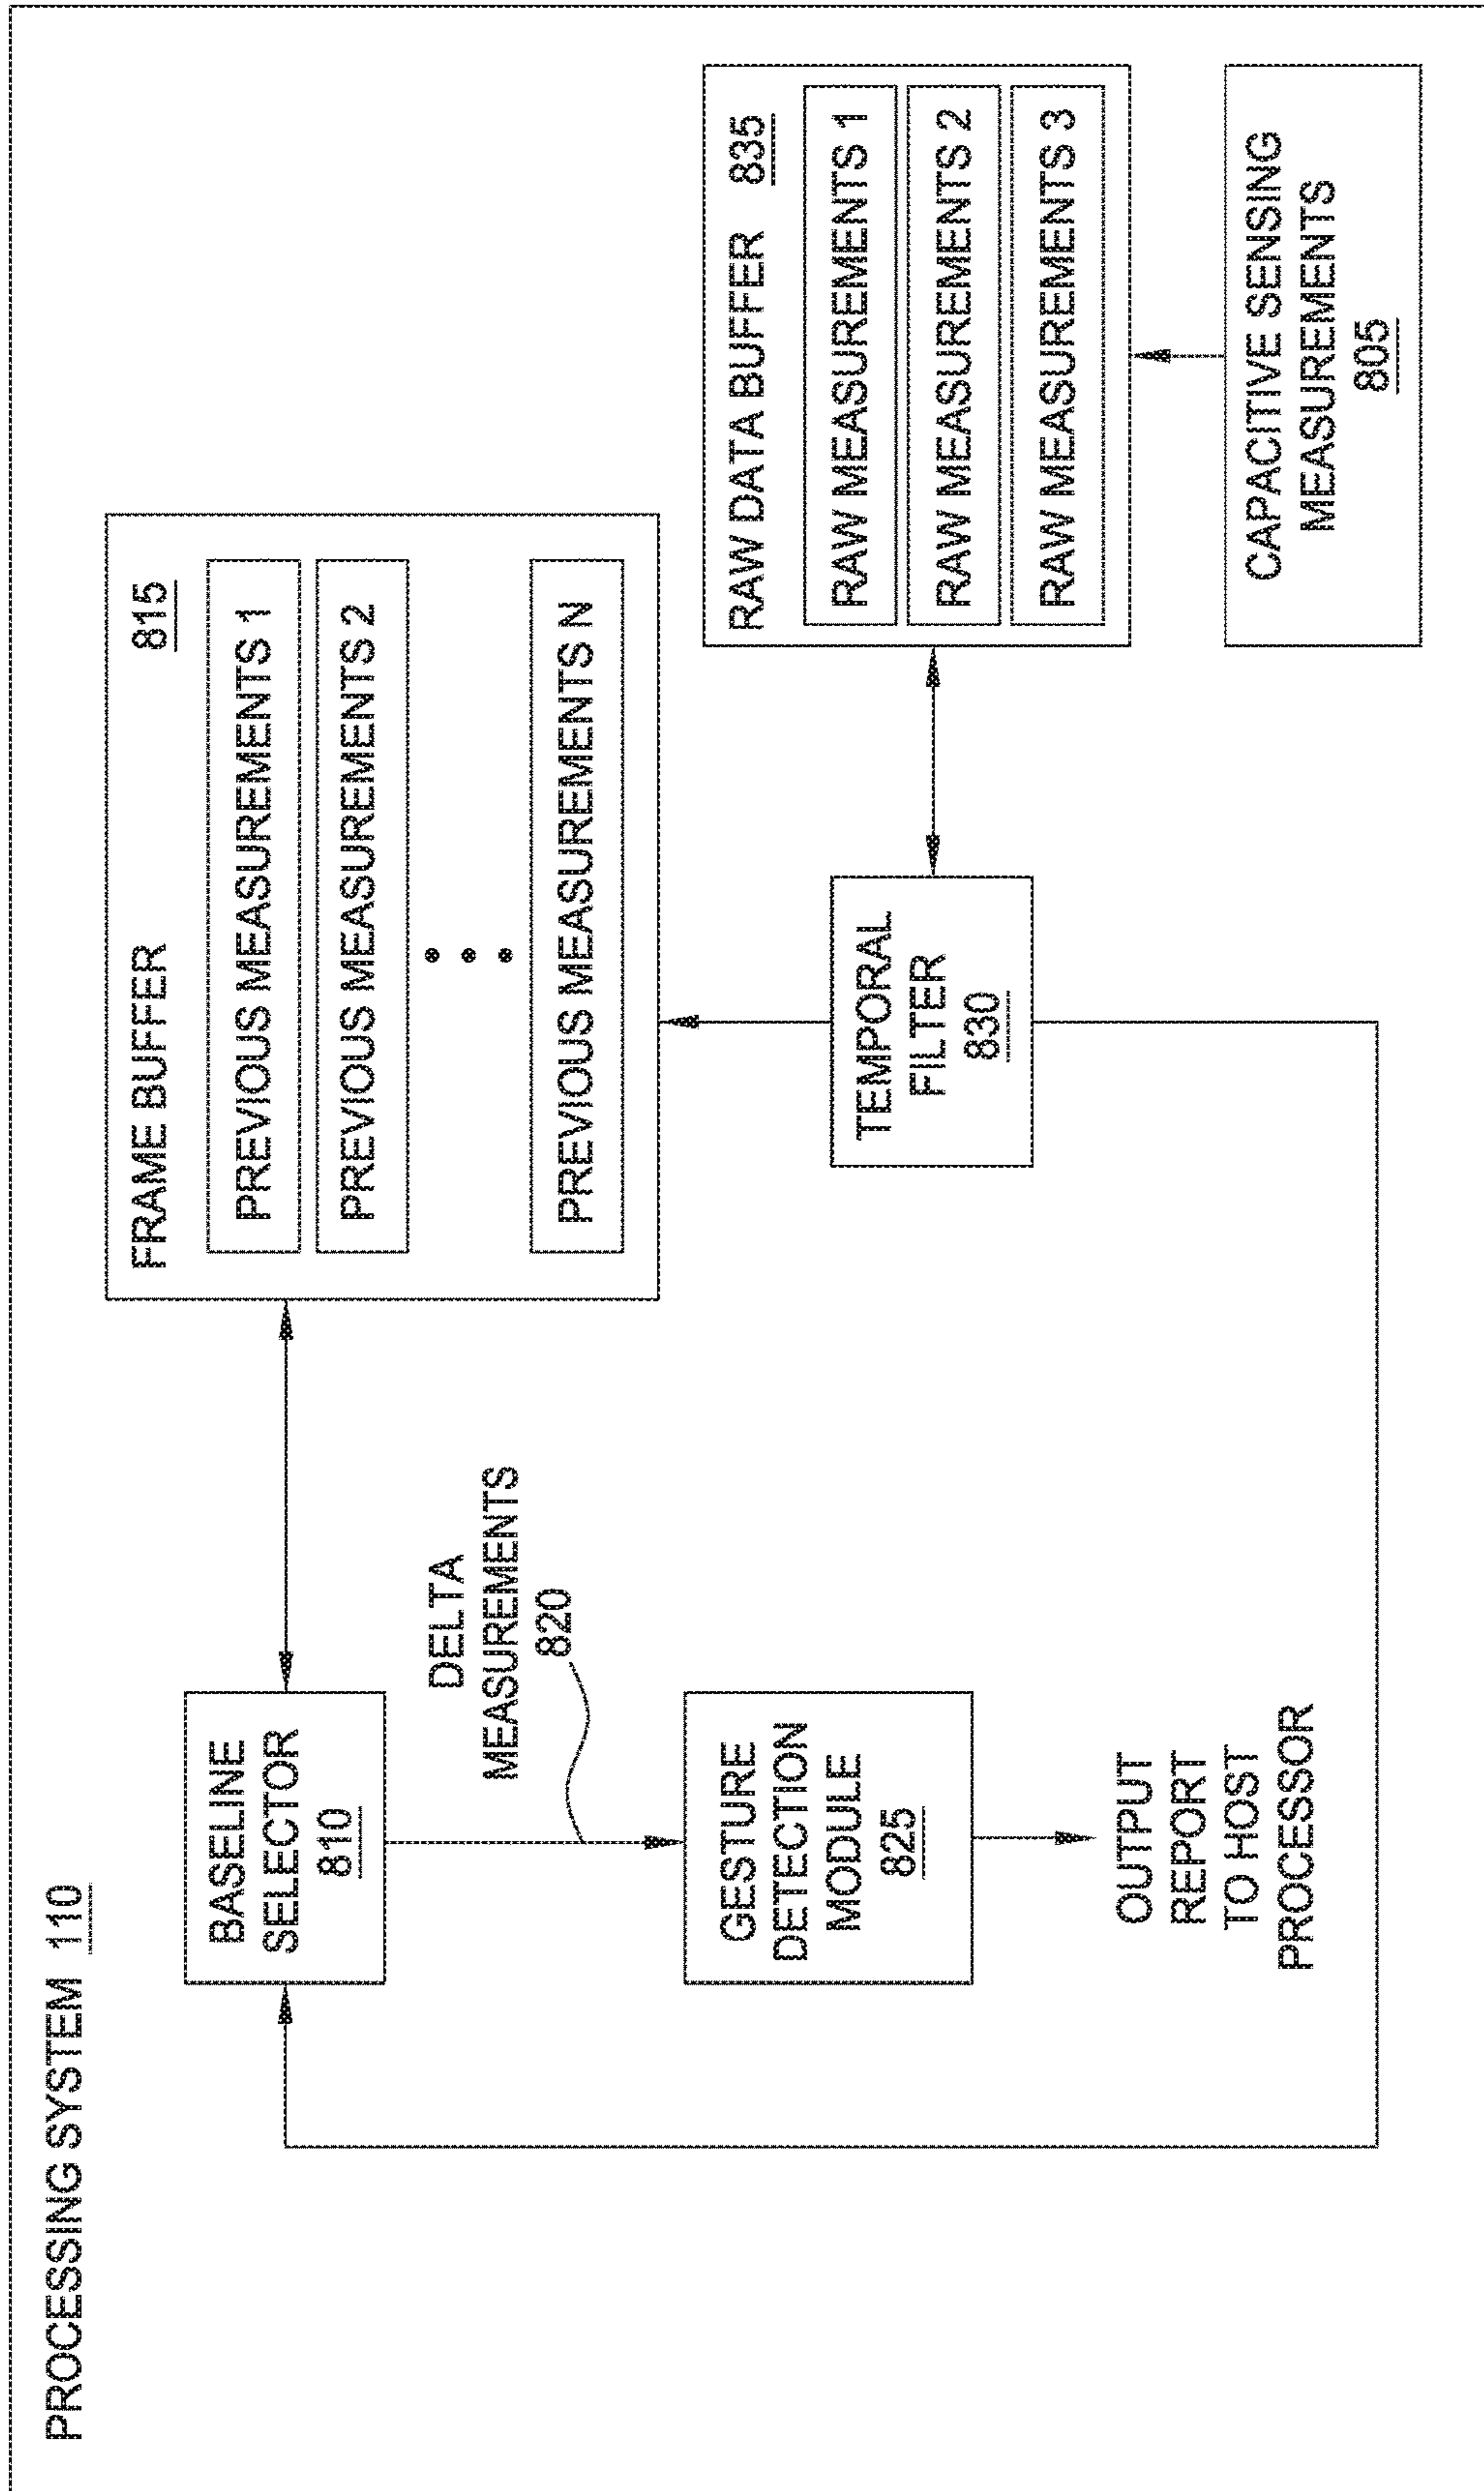 PROCESSING SYSTEM 110
BASELINE
SELECTOR
810
DELTA
MEASUREMENTS
820
GESTURE
DETECTION
MODULE
825
OUTPUT
REPORT
TO HOST
PROCESSOR
FRAME BUFFER 815
PREVIOUS MEASUREMENTS 1
PREVIOUS MEASUREMENTS 2
PREVIOUS MEASUREMENTS N
TEMPORAL
FILTER
830
RAW DATA BUFFER 835
RAW MEASUREMENTS 1
RAW MEASUREMENTS 2
RAW MEASUREMENTS 3
CAPACITIVE SENSING
MEASUREMENTS
805